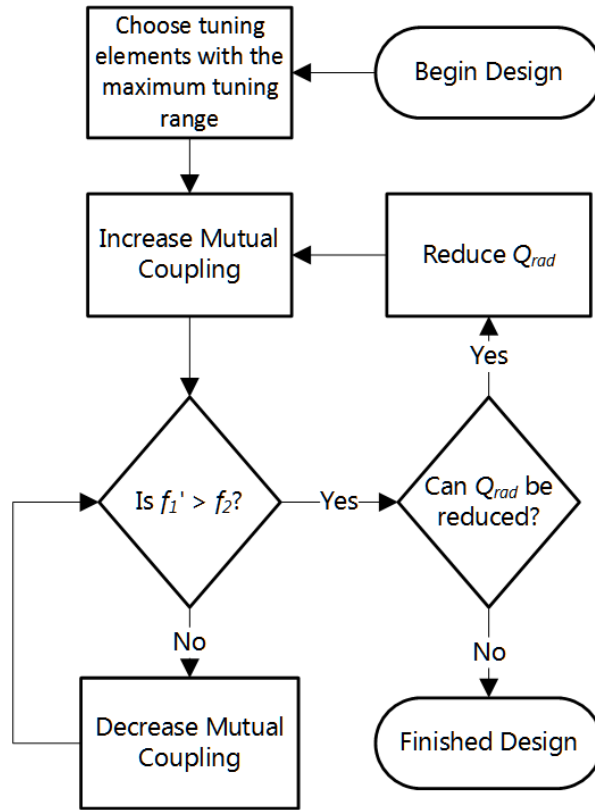 Choose tuning
elements with the
maximum tuning
range
Begin Design
Increase Mutual
Coupling
Reduce Qrad
Yes
Is f1' > f2?
Yes
Can Qrad be
reduced?
No
No
Decrease Mutual
Coupling
Finished Design